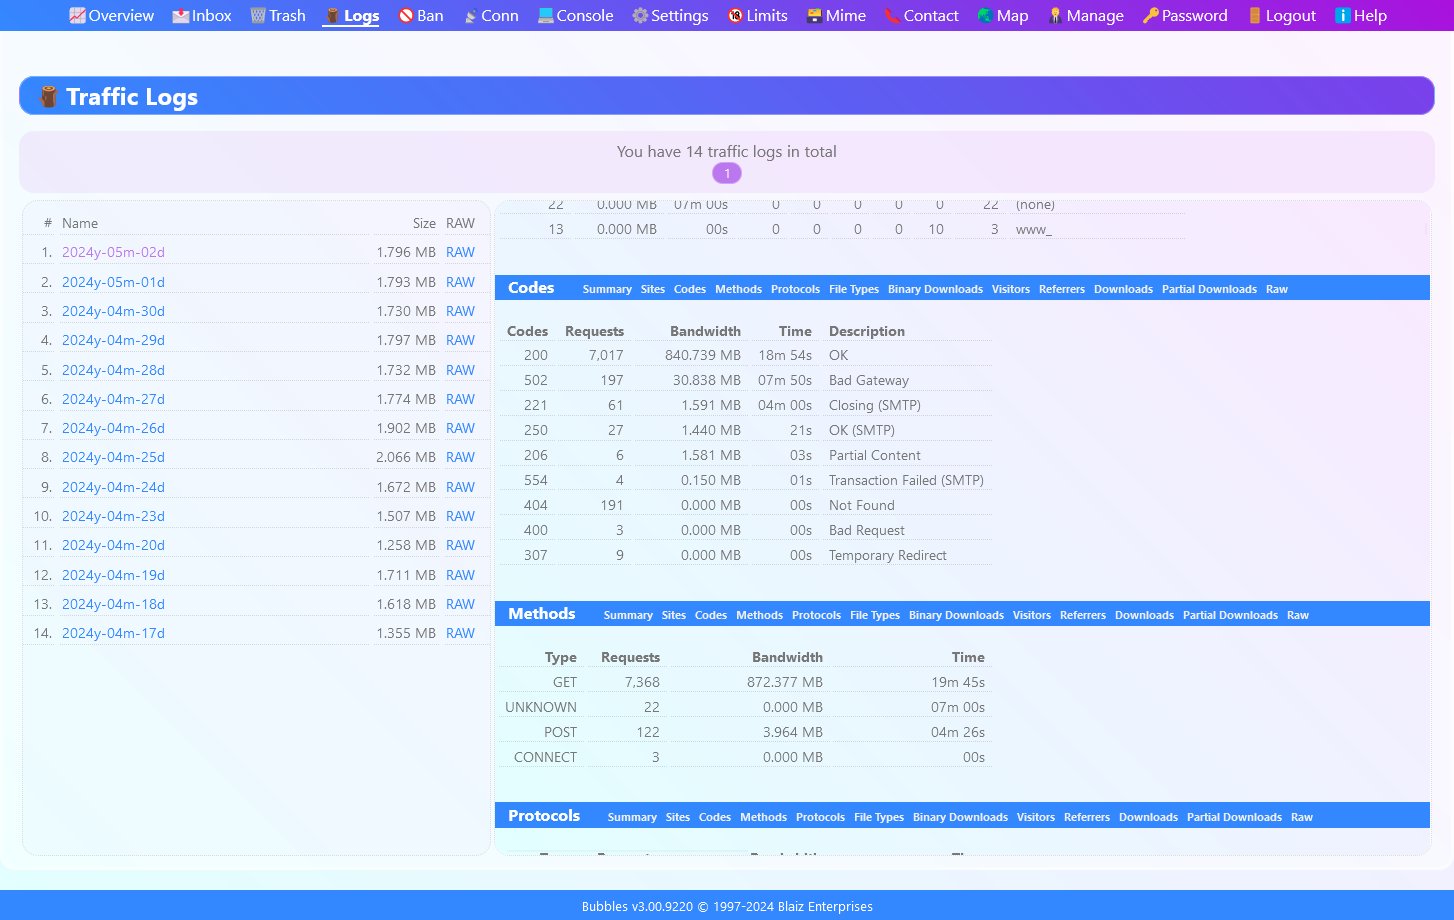 Overview Inbox Trash Logs Ban Conn Console Settings Limits Mime Contact Map Manage Password Logout Help
Traffic Logs
You have 14 traffic logs in total
1
# Name Size RAW
1. 2024y-05m-02d 1.796 MB RAW
2. 2024y-05m-01d 1.793 MB RAW
3. 2024y-04m-30d 1.730 MB RAW
4. 2024y-04m-29d 1.797 MB RAW
5. 2024y-04m-28d 1.732 MB RAW
6. 2024y-04m-27d 1.774 MB RAW
7. 2024y-04m-26d 1.902 MB RAW
8. 2024y-04m-25d 2.066 MB RAW
9. 2024y-04m-24d 1.672 MB RAW
10. 2024y-04m-23d 1.507 MB RAW
11. 2024y-04m-20d 1.258 MB RAW
12. 2024y-04m-19d 1.711 MB RAW
13. 2024y-04m-18d 1.618 MB RAW
14. 2024y-04m-17d 1.355 MB RAW
22 0.000 MB 07m 00s 0 0 0 0 0 22 (none)
13 0.000 MB 00s 0 0 0 0 10 3 www_
Codes Summary Sites Codes Methods Protocols File Types Binary Downloads Visitors Referrers Downloads Partial Downloads Raw
Codes Requests Bandwidth Time Description
200 7,017 840.739 MB 18m 54s OK
502 197 30.838 MB 07m 50s Bad Gateway
221 61 1.591 MB 04m 00s Closing (SMTP)
250 27 1.440 MB 21s OK (SMTP)
206 6 1.581 MB 03s Partial Content
554 4 0.150 MB 01s Transaction Failed (SMTP)
404 191 0.000 MB 00s Not Found
400 3 0.000 MB 00s Bad Request
307 9 0.000 MB 00s Temporary Redirect
Methods Summary Sites Codes Methods Protocols File Types Binary Downloads Visitors Referrers Downloads Partial Downloads Raw
Type Requests Bandwidth Time
GET 7,368 872.377 MB 19m 45s
UNKNOWN 22 0.000 MB 07m 00s
POST 122 3.964 MB 04m 26s
CONNECT 3 0.000 MB 00s
Protocols Summary Sites Codes Methods Protocols File Types Binary Downloads Visitors Referrers Downloads Partial Downloads Raw
Bubbles v3.00.9220 © 1997-2024 Blaiz Enterprises